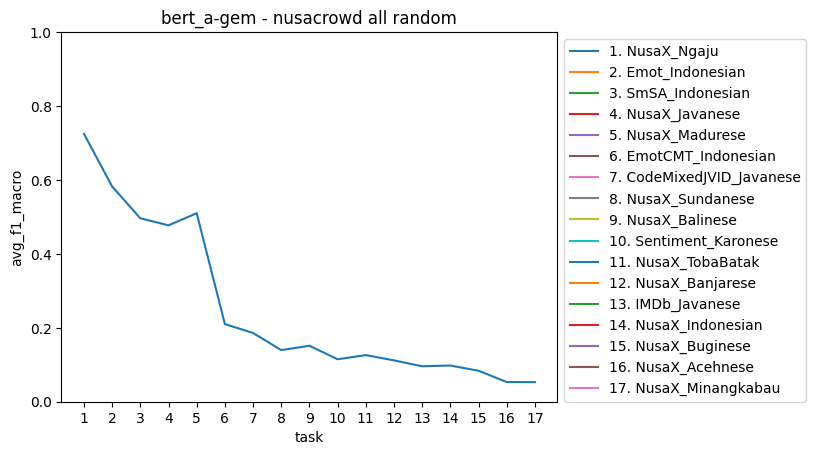 bert_a-gem - nusacrowd all random
avg_f1_macro
1.0
0.8
0.6
0.4
0.2
0.0
1 2 3 4 5 6 7 8 9 10 11 12 13 14 15 16 17
task
1. NusaX_Ngaju
2. Emot_Indonesian
3. SmSA_Indonesian
4. NusaX_Javanese
5. NusaX_Madurese
6. EmotCMT_Indonesian
7. CodeMixedJVID_Javanese
8. NusaX_Sundanese
9. NusaX_Balinese
10. Sentiment_Karonese
11. NusaX_TobaBatak
12. NusaX_Banjarese
13. IMDb_Javanese
14. NusaX_Indonesian
15. NusaX_Buginese
16. NusaX_Acehnese
17. NusaX_Minangkabau